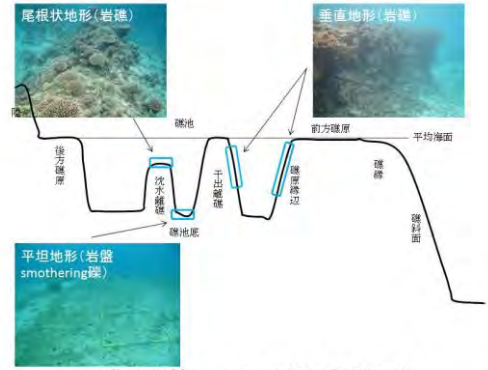 尾根状地形(岩礁)
垂直地形(岩礁)
礁池
前方礁原
平均海面
後方礁原
沈水離礁
干出離礁
礁原縁辺
礁縁
礁斜面
礁池底
平坦地形(岩盤
smothering礫)